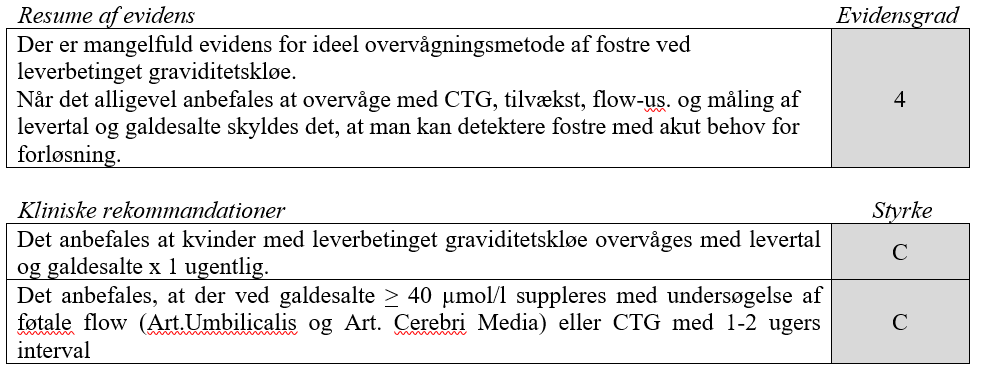 Resume af evidens Evidensgrad
Der er mangelfuld evidens for ideel overvågningsmetode af fostre ved
leverbetinget graviditetskløe.
Når det alligevel anbefales at overvåge med CTG, tilvækst, flow-us. og måling af
levertal og galdesalte skyldes det, at man kan detektere fostre med akut behov for
forløsning.
4
Kliniske rekommandationer Styrke
Det anbefales at kvinder med leverbetinget graviditetskløe overvåges med levertal
og galdesalte x 1 ugentlig.
C
Det anbefales, at der ved galdesalte ≥ 40 µmol/l suppleres med undersøgelse af
føtale flow (Art.Umbilicalis og Art. Cerebri Media) eller CTG med 1-2 ugers
interval
C